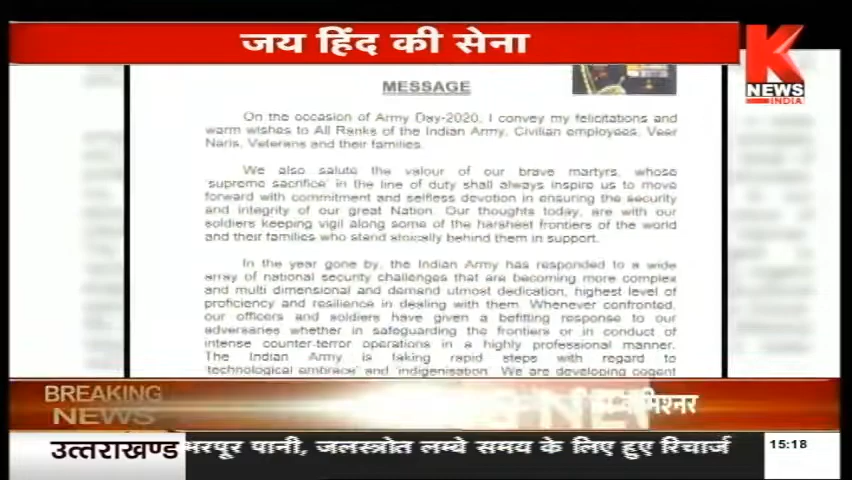 जय हिंद की सेना
K
NEWS
INDIA
MESSAGE
On the occasion of Army Day-2020, I convey my felicitations and
warm wishes to All Ranks of the Indian Army, Civilian employees, Veer
Naris, Veterans and their families.
We also salute the valour of our brave martyrs, whose
'supreme sacrifice' in the line of duty shall always inspire us to move
forward with commitment and selfless devotion in ensuring the security
and integrity of our great Nation. Our thoughts today, are with our
soldiers keeping vigil along some of the harshest frontiers of the world
and their families who stand stoically behind them in support.
In the year gone by, the Indian Army has responded to a wide
array of national security challenges that are becoming more complex
and multi dimensional and demand utmost dedication, highest level of
proficiency and resilience in dealing with them. Whenever confronted,
our officers and soldiers have given a befitting response to our
adversaries whether in safeguarding the frontiers or in conduct of
intense counter-terror operations in a highly professional manner.
The Indian Army is taking rapid steps with regard to
'technological embrace' and 'indigenisation'. We are developing cogent
BREAKING
NEWS
उत्तराखण्ड
भरपूर पानी, जलस्त्रोत लम्बे समय के लिए हुए रिचार्ज
15:18